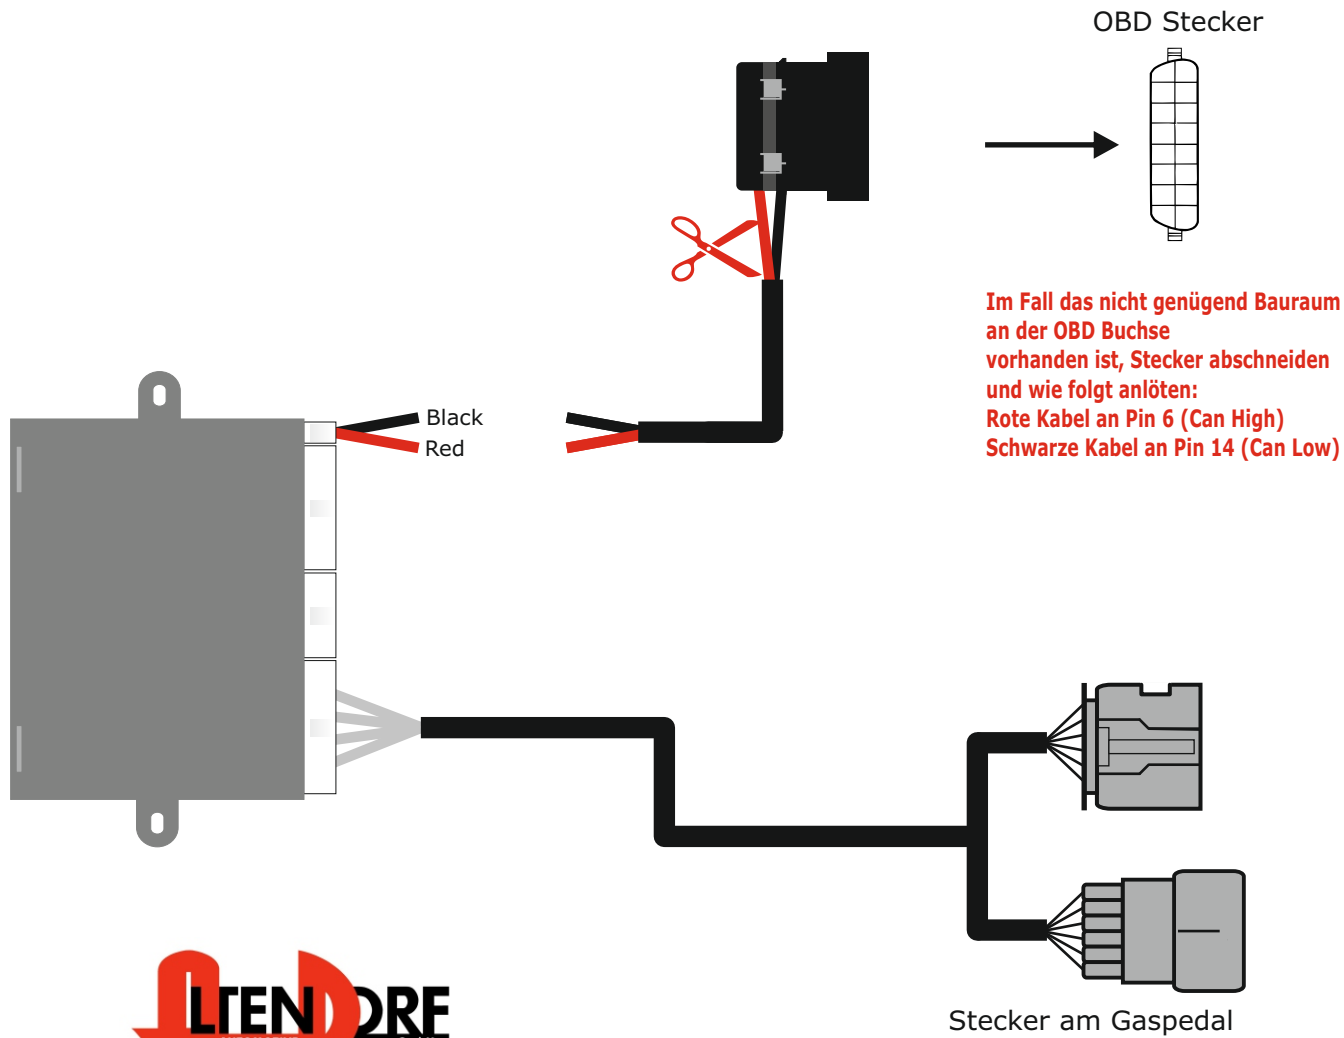 OBD Stecker
Im Fall das nicht genügend Bauraum
an der OBD Buchse
vorhanden ist, Stecker abschneiden
und wie folgt anlöten:
Rote Kabel an Pin 6 (Can High)
Schwarze Kabel an Pin 14 (Can Low)
Black
Red
ALTENDORF
Stecker am Gaspedal